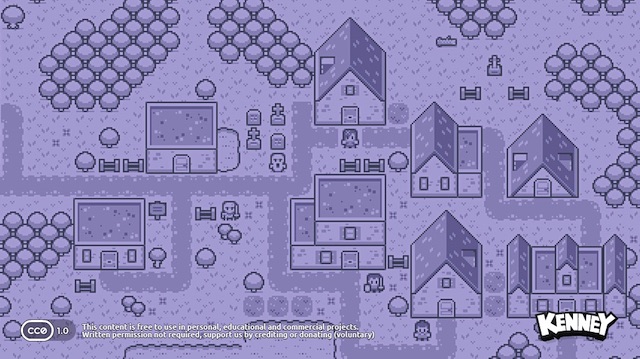 CC0 1.0
This content is free to use in personal, educational and commercial projects.
Written permission not required, support us by crediting or donating (voluntary)
KENNEY